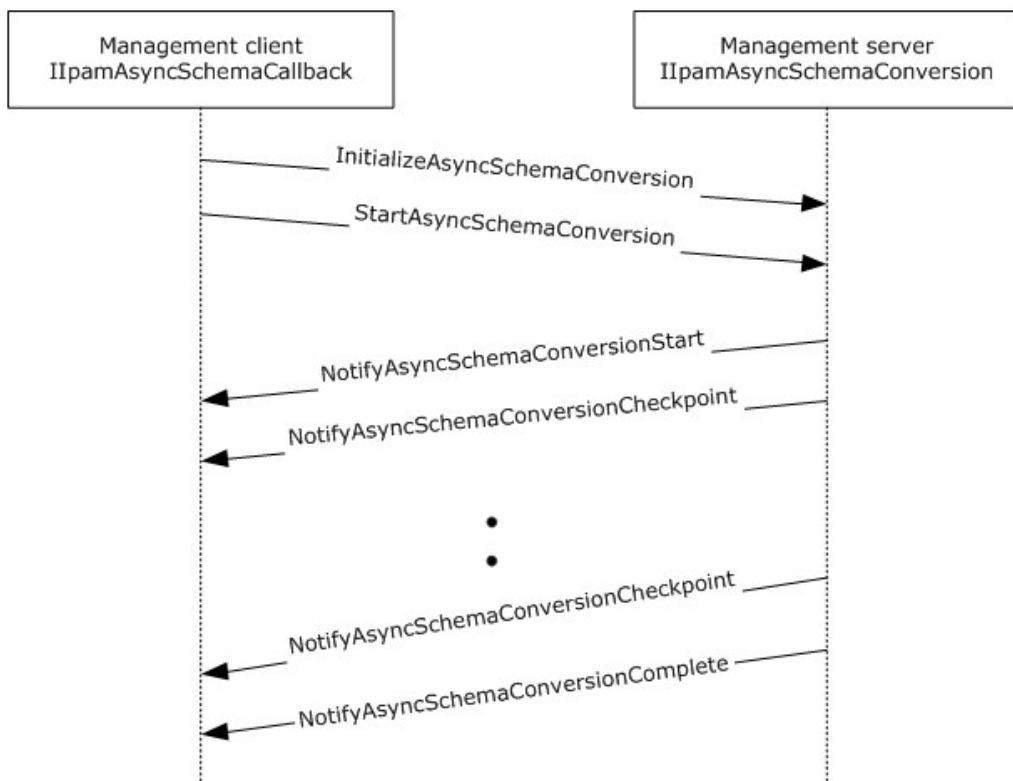 Management client
IIpamAsyncSchemaCallback
Management server
IIpamAsyncSchemaConversion
InitializeAsyncSchemaConversion
StartAsyncSchemaConversion
NotifyAsyncSchemaConversionStart
NotifyAsyncSchemaConversionCheckpoint
NotifyAsyncSchemaConversionCheckpoint
NotifyAsyncSchemaConversionComplete